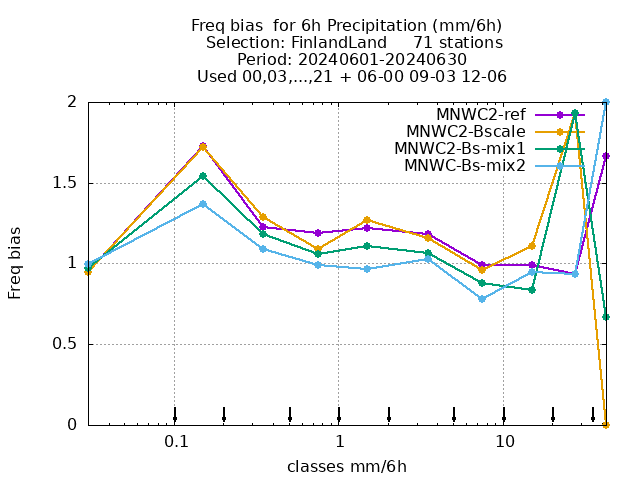 Freq bias  for 6h Precipitation (mm/6h)
Selection: FinlandLand     71 stations
Period: 20240601-20240630
Used 00,03,...,21 + 06-00 09-03 12-06
MNWC2-ref
MNWC2-Bscale
MNWC2-Bs-mix1
MNWC-Bs-mix2
Freq bias
2
1.5
1
0.5
0
0.1
1
10
classes mm/6h